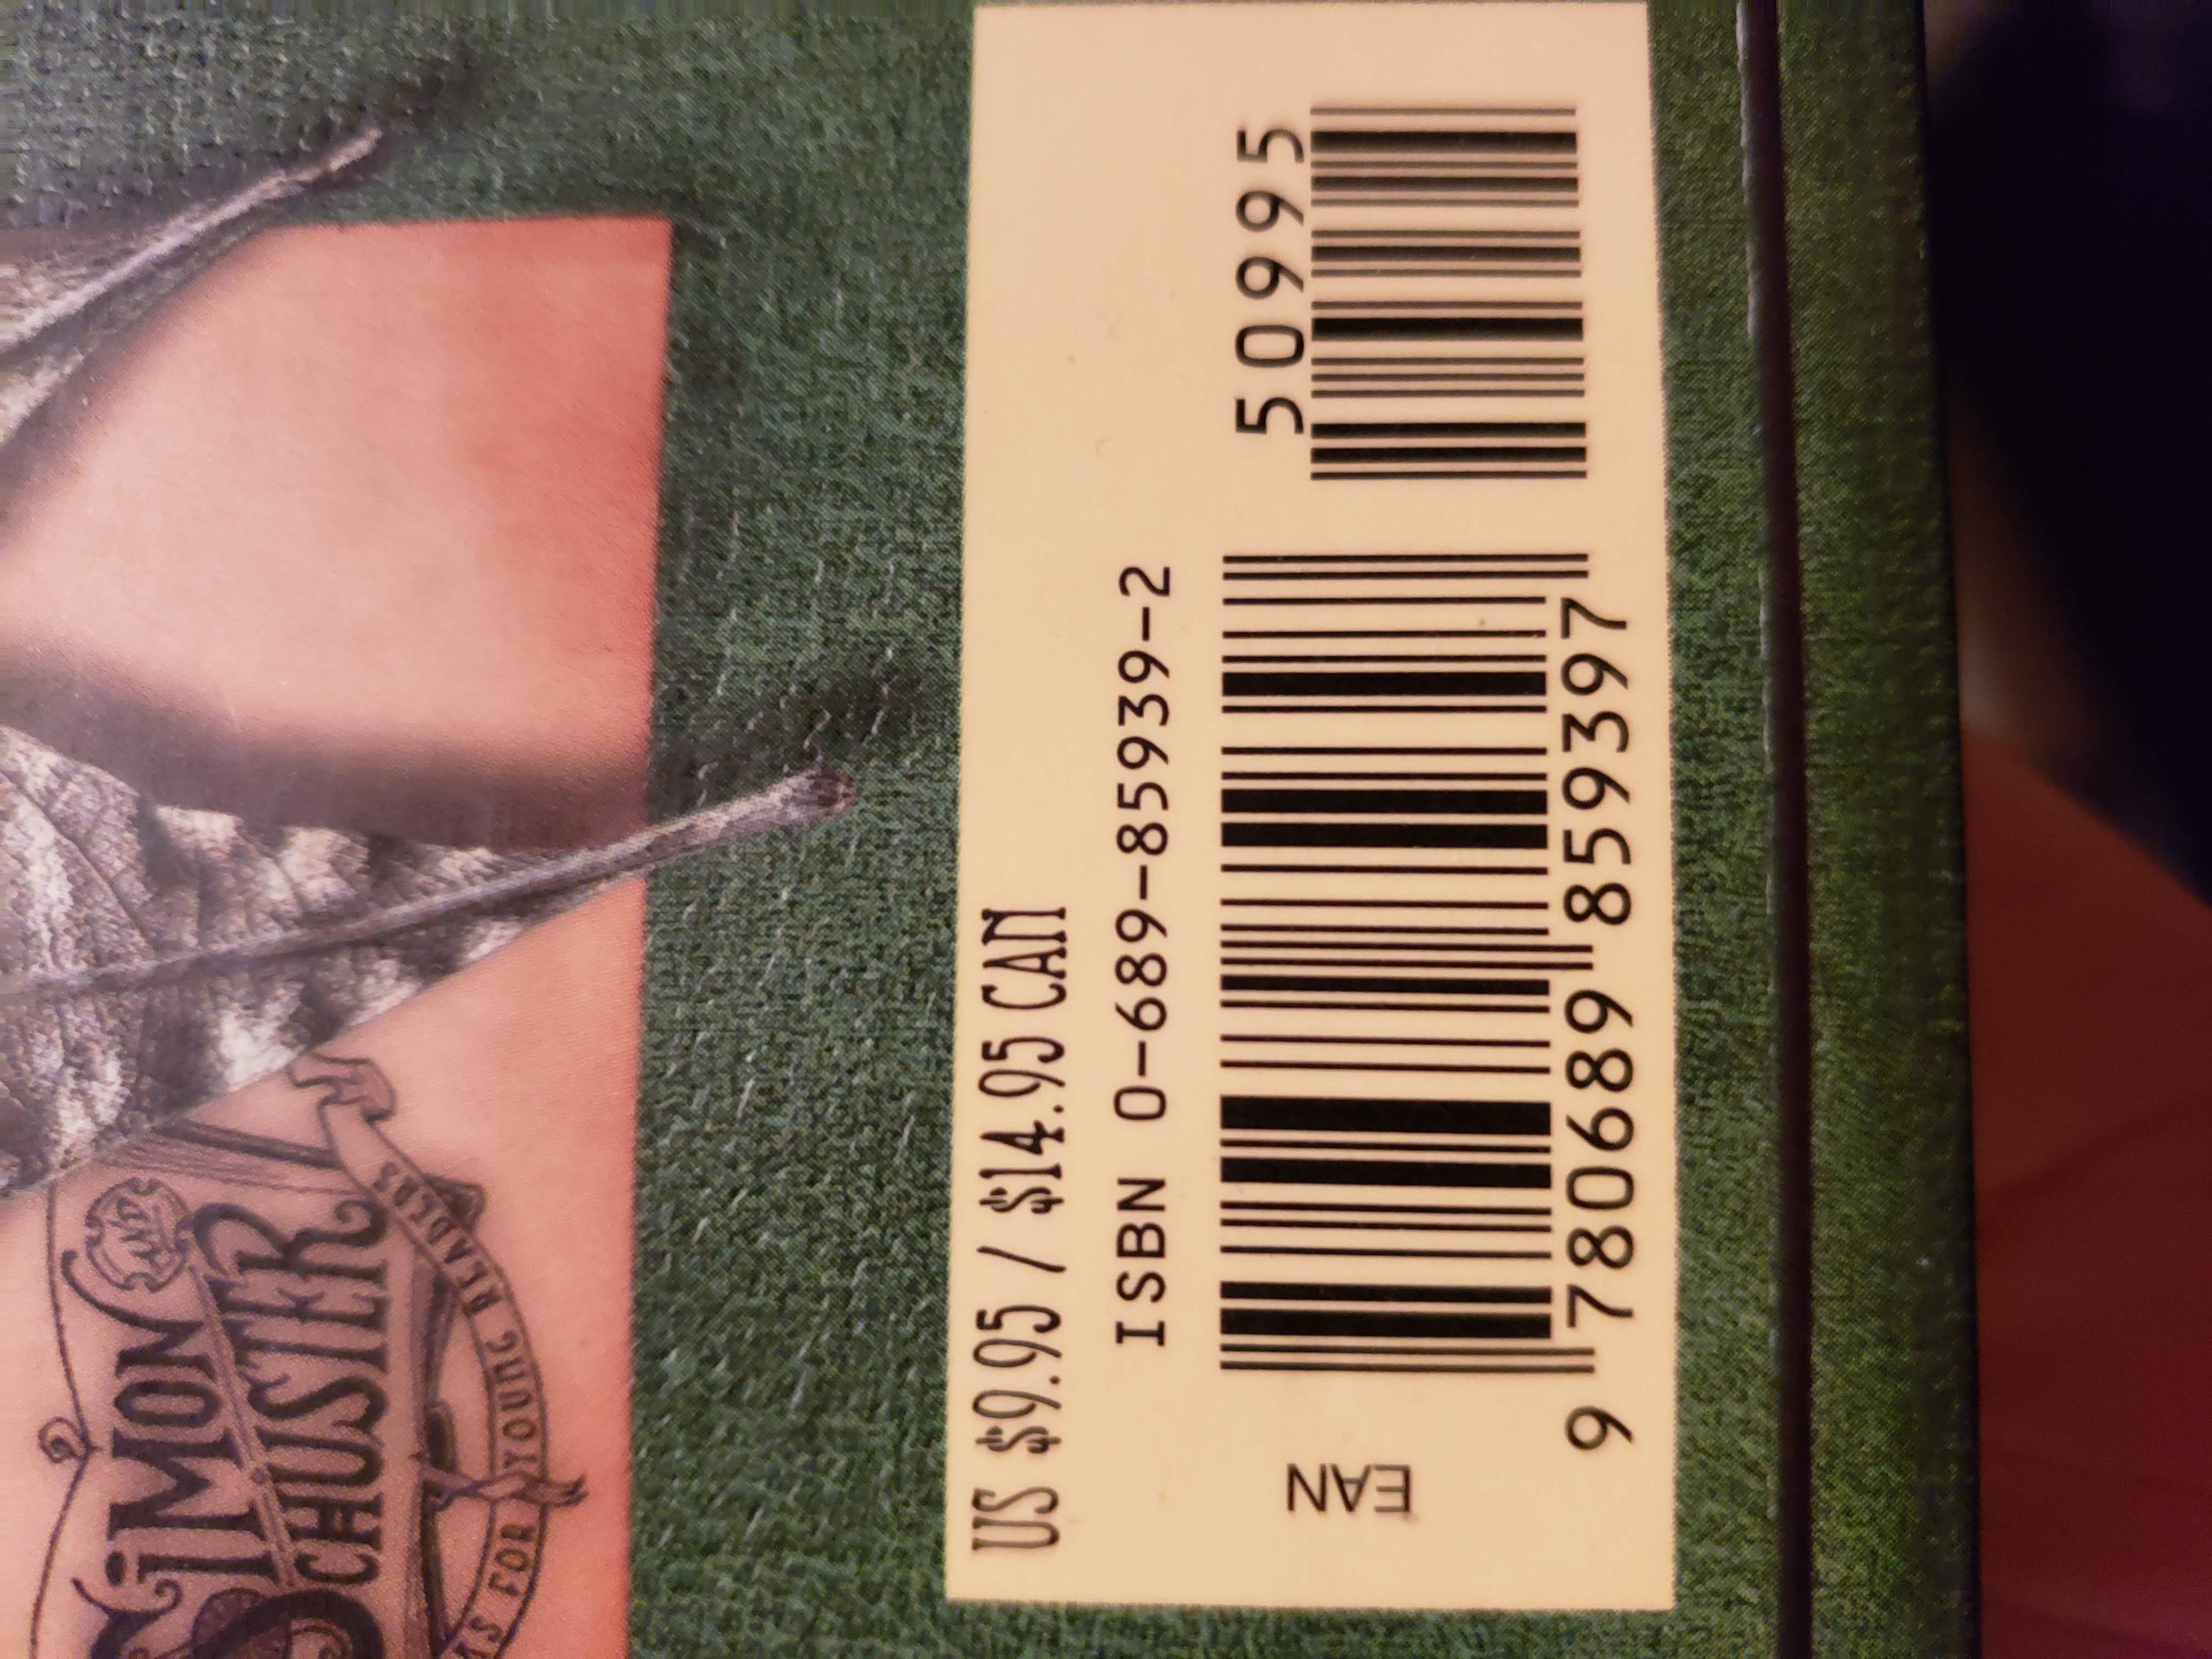 SIMON AND
SCHUSTER
KS FOR YOUNG READERS
US $9.95 / $14.95 CAN
ISBN 0-689-85939-2
EAN
50995
9 780689 859397